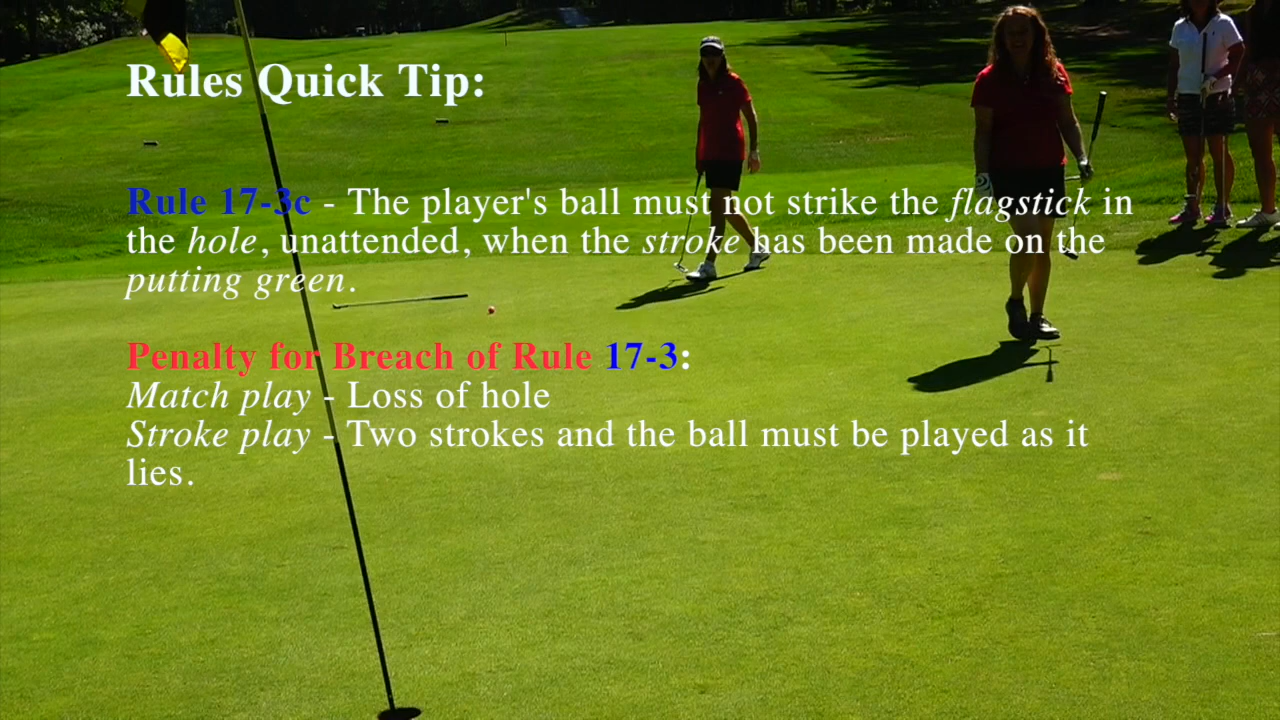 Rules Quick Tip:
Rule 17-3c - The player's ball must not strike the flagstick in
the hole, unattended, when the stroke has been made on the
putting green.
Penalty for Breach of Rule 17-3:
Match play - Loss of hole
Stroke play - Two strokes and the ball must be played as it
lies.